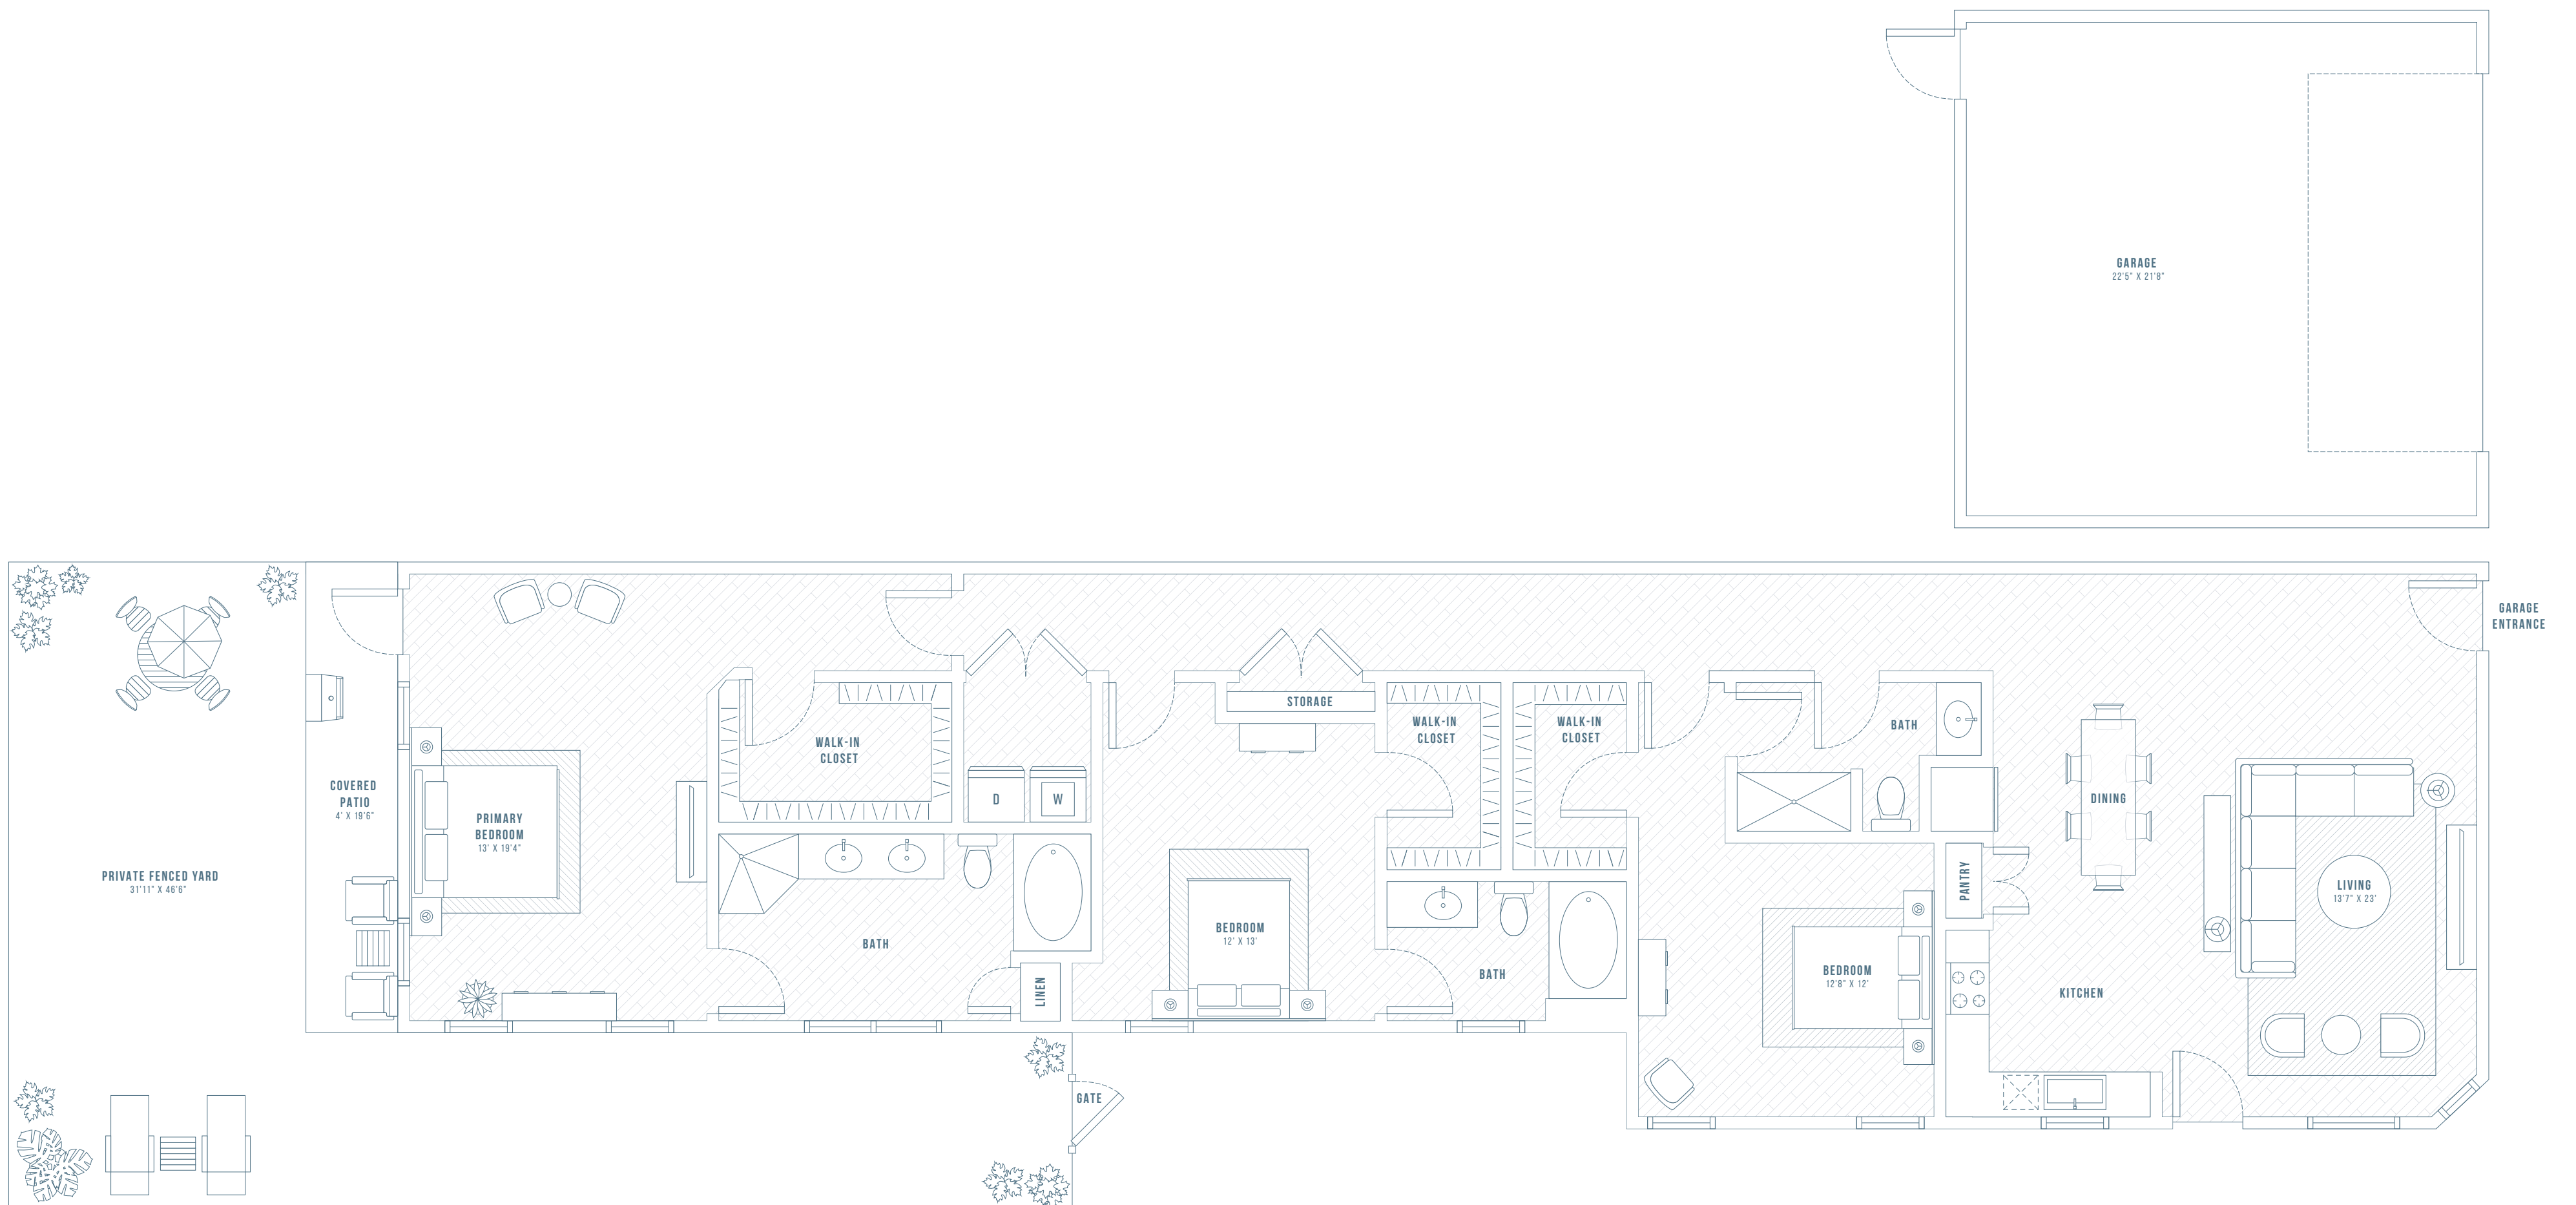 GARAGE
22'5" X 21'8"
GARAGE
ENTRANCE
PRIVATE FENCED YARD
31'11" X 46'6"
COVERED
PATIO
4' X 19'6"
PRIMARY
BEDROOM
13' X 19'4"
WALK-IN
CLOSET
D
W
BATH
LINEN
STORAGE
BEDROOM
12' X 13'
WALK-IN
CLOSET
WALK-IN
CLOSET
BATH
BATH
BEDROOM
12'8" X 12'
PANTRY
DINING
KITCHEN
LIVING
13'7" X 23'
GATE